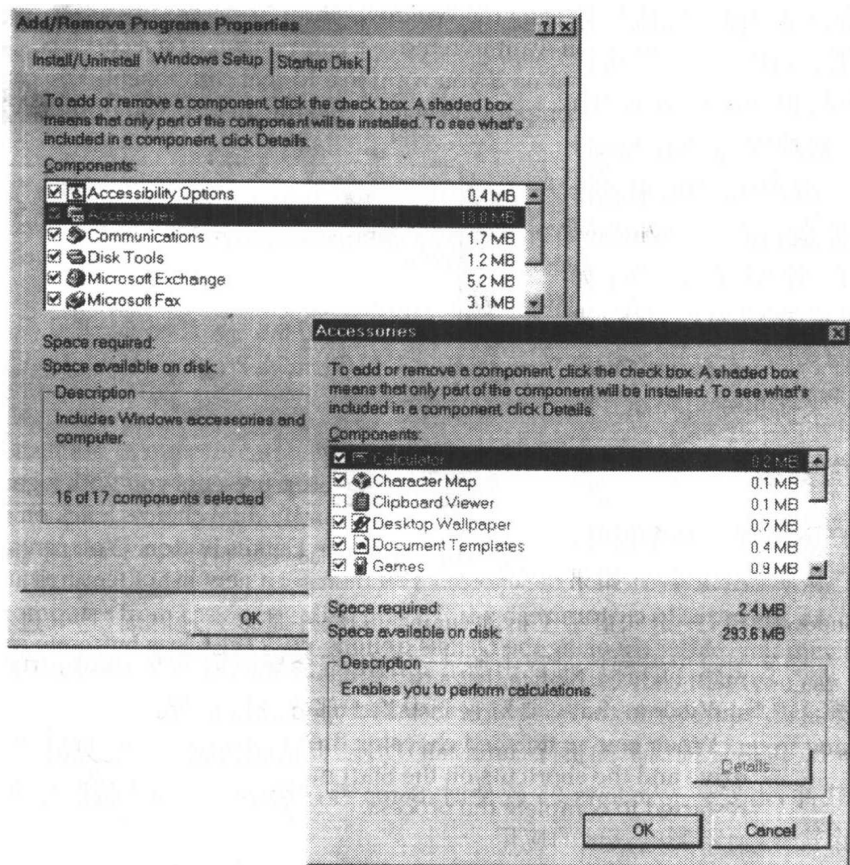 Add/Remove Programs Properties
Install/Uninstall Windows Setup Startup Disk
To add or remove a component, click the check box. A shaded box
means that only part of the component will be installed. To see what's
included in a component, click Details.
Components:
Accessibility Options 0.4 MB
Accessories
Communications 1.7 MB
Disk Tools 1.2 MB
Microsoft Exchange 5.2 MB
Microsoft Fax 3.1 MB
Space required:
Space available on disk:
Description
Includes Windows accessories and
computer.
16 of 17 components selected
OK
Accessories
To add or remove a component, click the check box. A shaded box
means that only part of the component will be installed. To see what's
included in a component, click Details.
Components:
Calculator 0.2 MB
Character Map 0.1 MB
Clipboard Viewer 0.1 MB
Desktop Wallpaper 0.7 MB
Document Templates 0.4 MB
Games 0.9 MB
Space required: 2.4 MB
Space available on disk: 293.6 MB
Description
Enables you to perform calculations.
Details...
OK Cancel